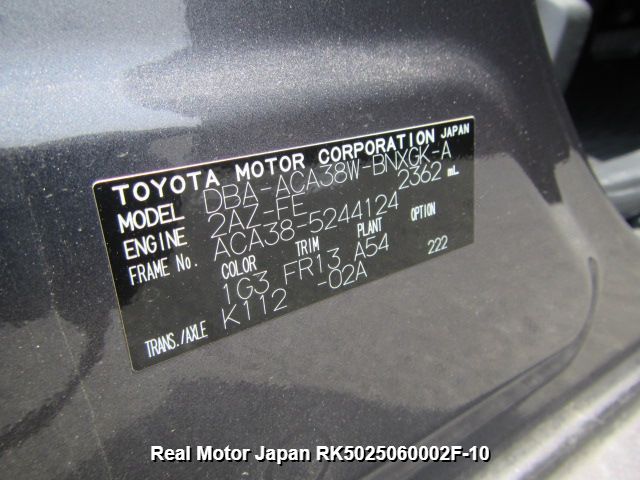 TOYOTA MOTOR CORPORATION JAPAN
MODEL DBA-ACA38W-BNXGK-A
ENGINE 2AZ-FE 2362 mL
FRAME No. ACA38-5244124
COLOR TRIM PLANT OPTION
1G3 FR13 A54 222
TRANS./AXLE K112 -02A
Real Motor Japan RK5025060002F-10